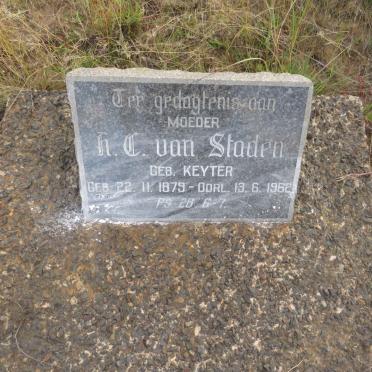 Ter gedagtenis aan
MOEDER
H. C. van Staden
GEB. KEYTER
GEB. 22. 11. 1879 - OORL. 13. 6. 1962
PS. 28 6-7